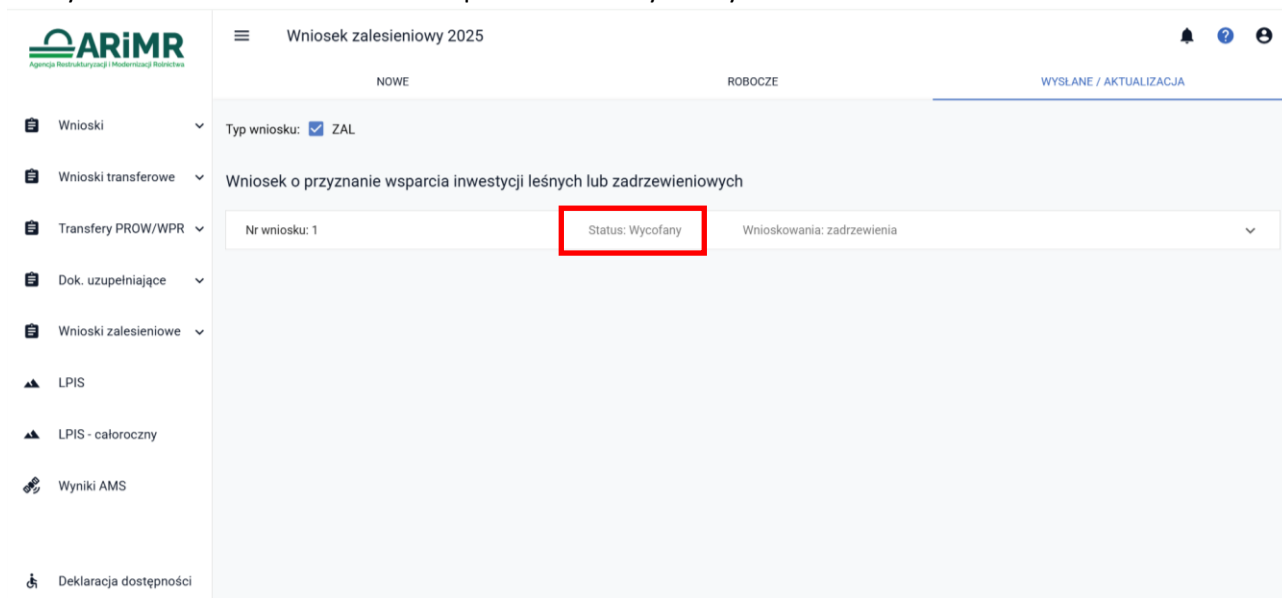 ARiMR
Agencja Restrukturyzacji i Modernizacji Rolnictwa
Wniosek zalesieniowy 2025
NOWE
ROBOCZE
WYSŁANE / AKTUALIZACJA
Wnioski
Wnioski transferowe
Transfery PROW/WPR
Dok. uzupełniające
Wnioski zalesieniowe
LPIS
LPIS - całoroczny
Wyniki AMS
Deklaracja dostępności
Typ wniosku: ZAL
Wniosek o przyznanie wsparcia inwestycji leśnych lub zadrzewieniowych
Nr wniosku: 1 Status: Wycofany Wnioskowania: zadrzewienia